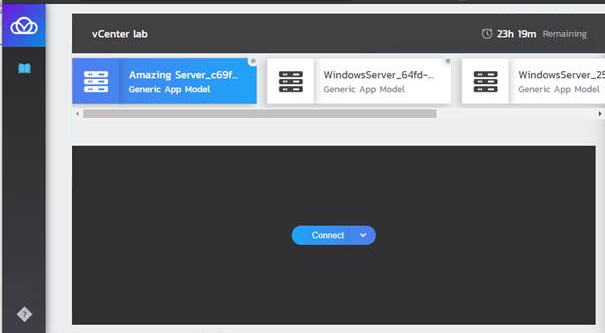 vCenter lab
23h 19m Remaining
Amazing Server_c69f...
Generic App Model
WindowsServer_64fd-...
Generic App Model
WindowsServer_25
Generic App Model
Connect
?